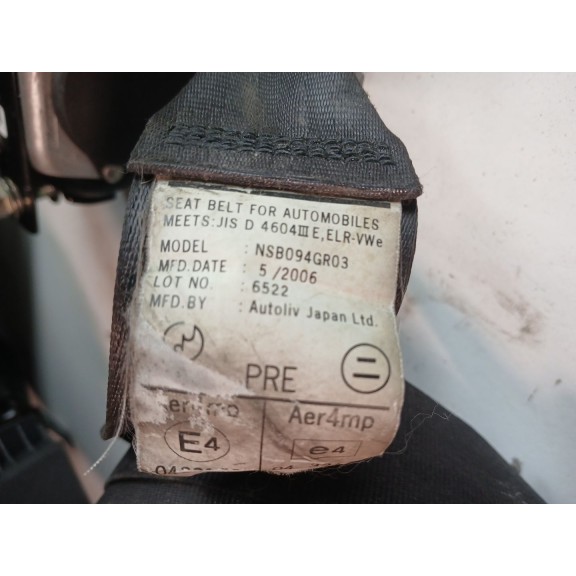 SEAT BELT FOR AUTOMOBILES
MEETS:JIS D 4604ⅢE,ELR-VWe
MODEL : NSB094GR03
MFD.DATE : 5/2006
LOT NO. : 6522
MFD.BY : Autoliv Japan Ltd.
PRE
Aer4mp
E4
e4